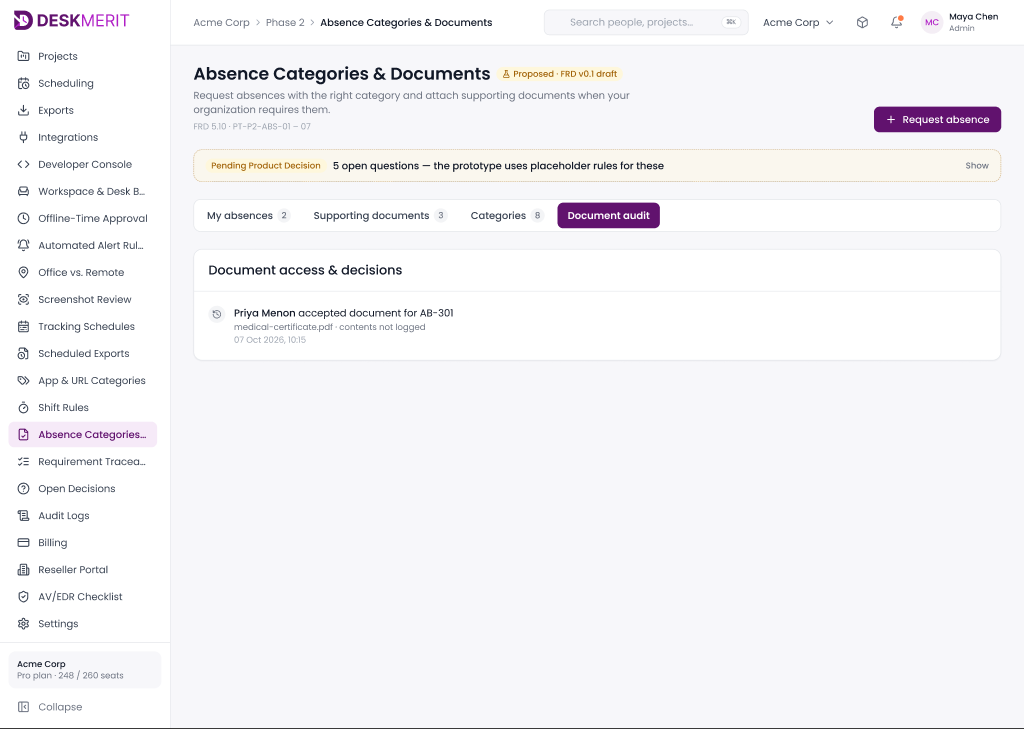 DESKMERIT
Projects
Scheduling
Exports
Integrations
Developer Console
Workspace & Desk B...
Offline-Time Approval
Automated Alert Rul...
Office vs. Remote
Screenshot Review
Tracking Schedules
Scheduled Exports
App & URL Categories
Shift Rules
Absence Categories...
Requirement Tracea...
Open Decisions
Audit Logs
Billing
Reseller Portal
AV/EDR Checklist
Settings
Acme Corp
Pro plan · 248 / 260 seats
Collapse
Acme Corp > Phase 2 > Absence Categories & Documents
Search people, projects... ⌘K
Acme Corp
MC
Maya Chen
Admin
Absence Categories & Documents
Proposed · FRD v0.1 draft
Request absences with the right category and attach supporting documents when your
organization requires them.
FRD 5.10 · PT-P2-ABS-01 – 07
+ Request absence
Pending Product Decision 5 open questions — the prototype uses placeholder rules for these Show
My absences 2 Supporting documents 3 Categories 8 Document audit
Document access & decisions
Priya Menon accepted document for AB-301
medical-certificate.pdf · contents not logged
07 Oct 2026, 10:15